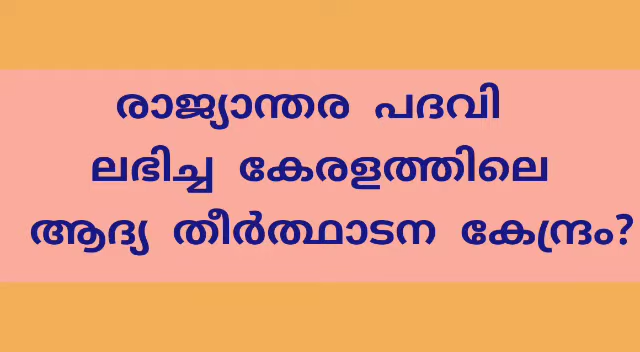 രാജ്യാന്തര പദവി
ലഭിച്ച കേരളത്തിലെ
ആദ്യ തീർത്ഥാടന കേന്ദ്രം?